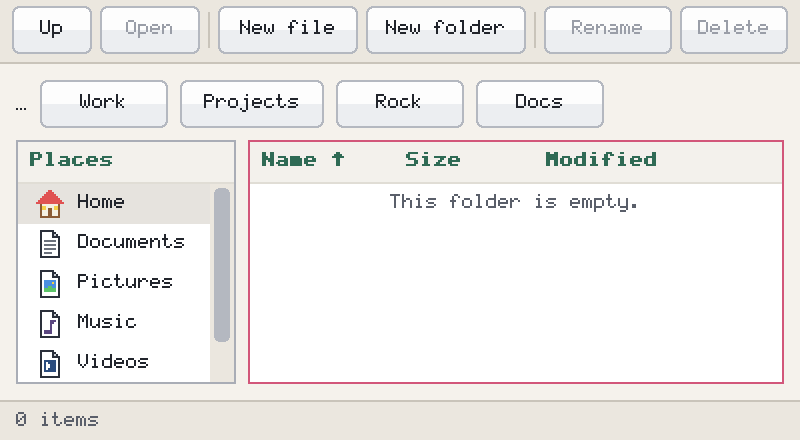 Up Open New file New folder Rename Delete
… Work Projects Rock Docs
Places
Home
Documents
Pictures
Music
Videos
Name ↑ Size Modified
This folder is empty.
0 items